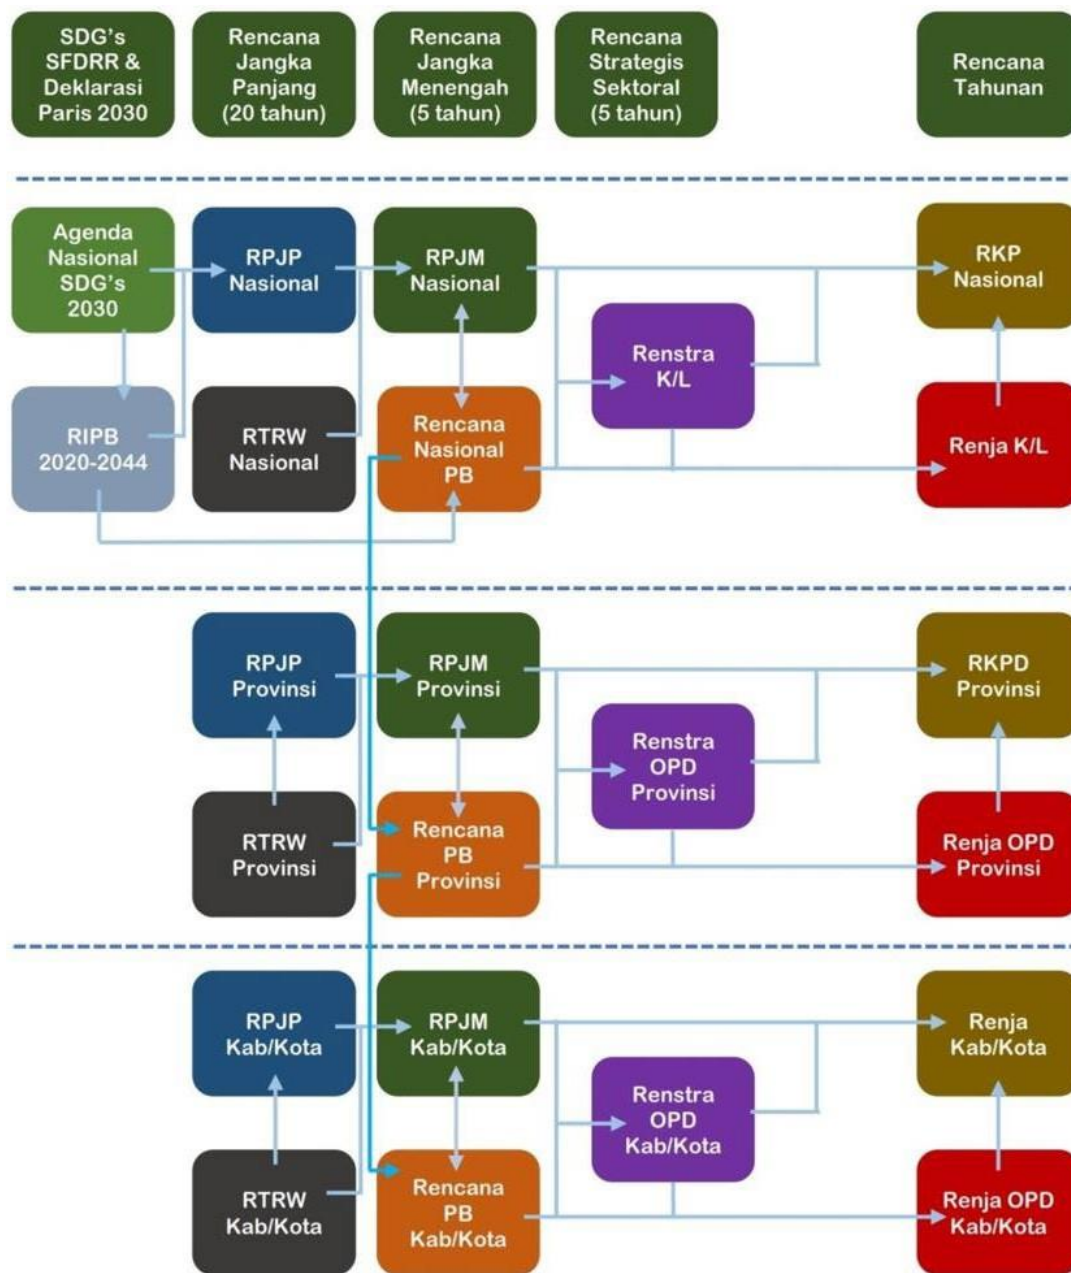 SDG's
SFDRR &
Deklarasi
Paris 2030
Rencana
Jangka
Panjang
(20 tahun)
Rencana
Jangka
Menengah
(5 tahun)
Rencana
Strategis
Sektoral
(5 tahun)
Rencana
Tahunan
Agenda
Nasional
SDG's
2030
RPJP
Nasional
RPJM
Nasional
RKP
Nasional
Renstra
K/L
RIPB
2020-2044
RTRW
Nasional
Rencana
Nasional
PB
Renja K/L
RPJP
Provinsi
RPJM
Provinsi
RKPD
Provinsi
Renstra
OPD
Provinsi
RTRW
Provinsi
Rencana
PB
Provinsi
Renja OPD
Provinsi
RPJP
Kab/Kota
RPJM
Kab/Kota
Renja
Kab/Kota
Renstra
OPD
Kab/Kota
RTRW
Kab/Kota
Rencana
PB
Kab/Kota
Renja OPD
Kab/Kota